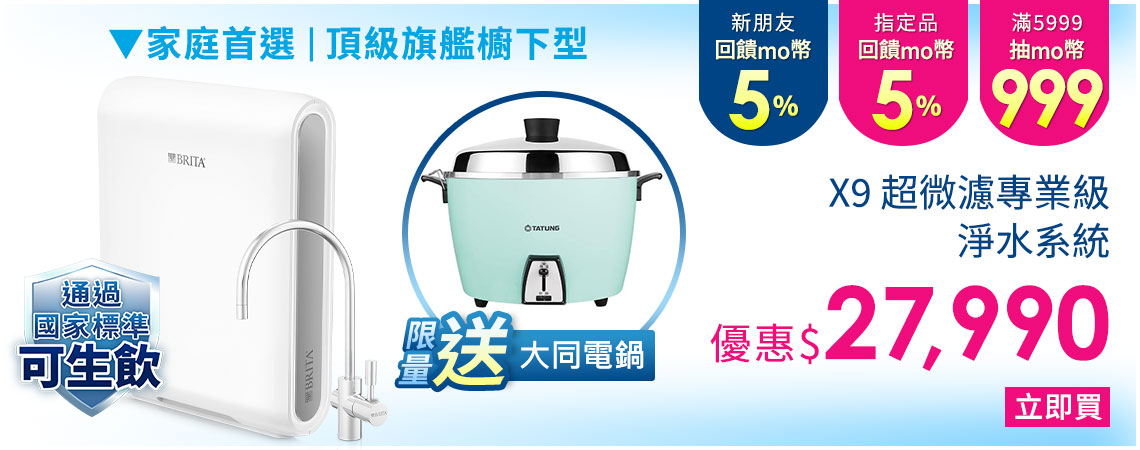 ▼家庭首選 | 頂級旗艦櫥下型
新朋友
回饋mo幣
5%
指定品
回饋mo幣
5%
滿5999
抽mo幣
999
BRITA
TATUNG
X9 超微濾專業級
淨水系統
通過
國家標準
可生飲
BRITA
BRITA
限量送 大同電鍋
優惠$27,990
立即買